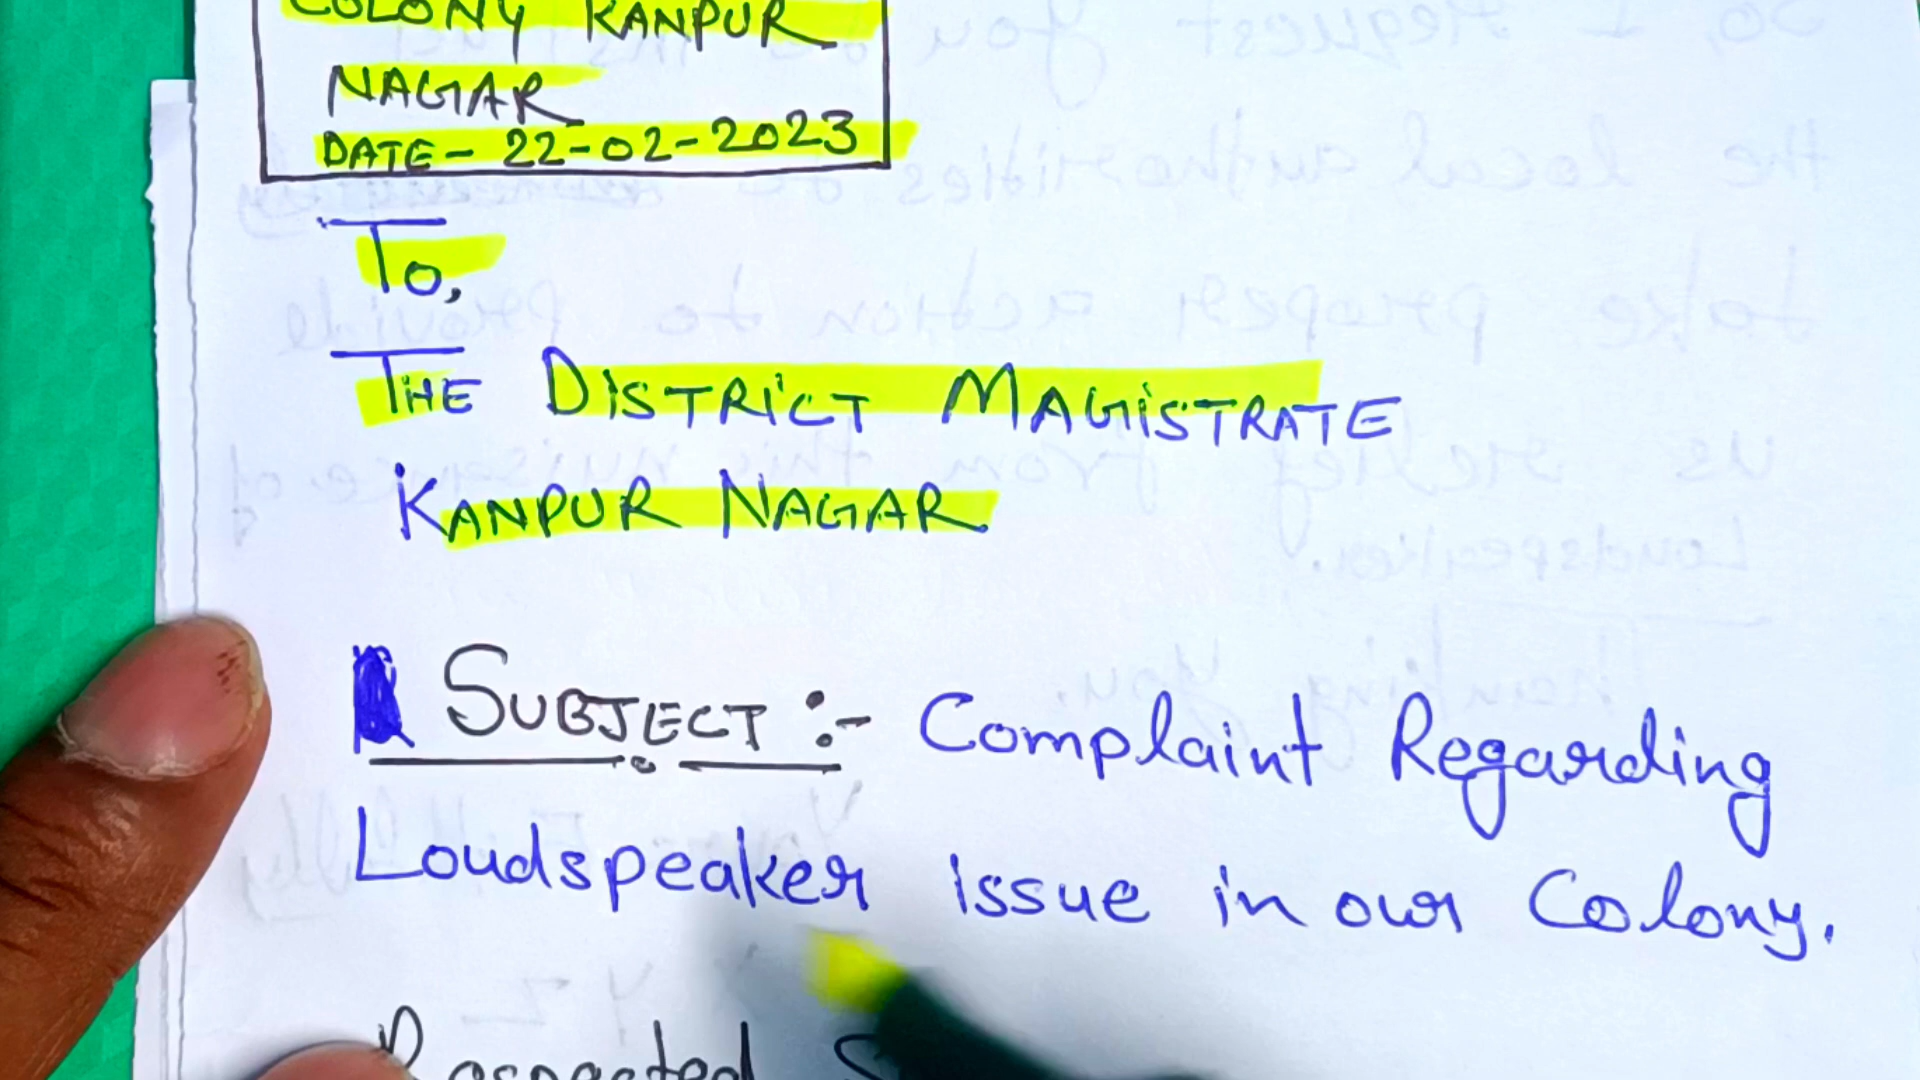 COLONY KANPUR
NAGAR
DATE- 22-02-2023
To,
THE DISTRICT MAGISTRATE
KANPUR NAGAR
SUBJECT :- Complaint Regarding
Loudspeaker issue in our Colony.
Respected